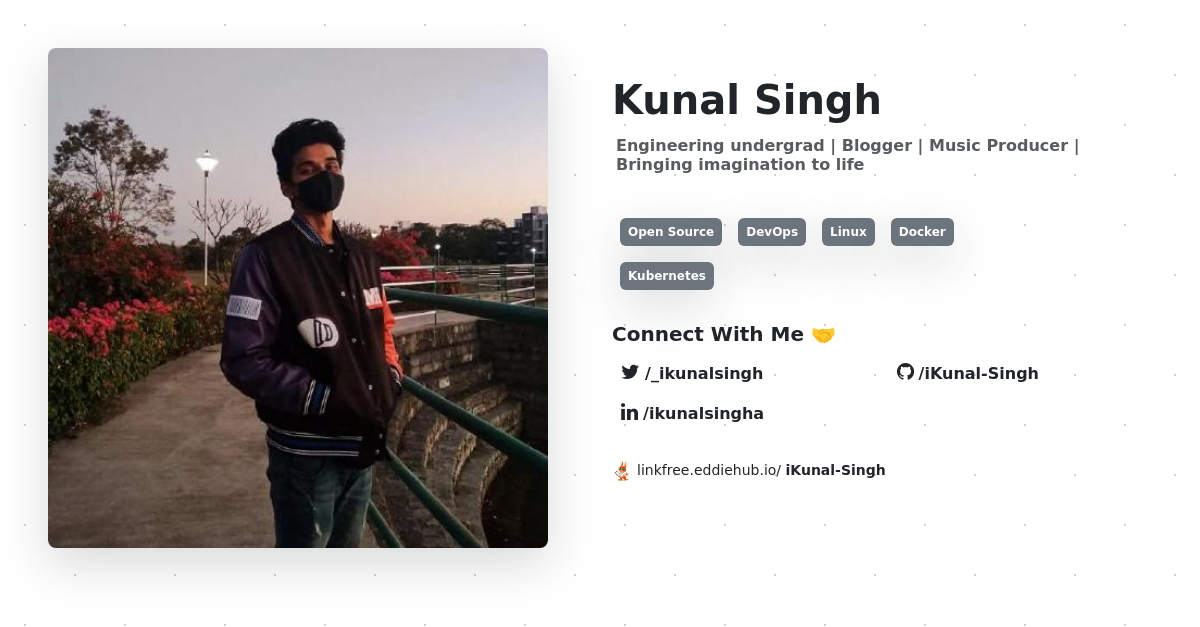 Kunal Singh
Engineering undergrad | Blogger | Music Producer |
Bringing imagination to life
Open Source DevOps Linux Docker
Kubernetes
Connect With Me 🤝
/_ikunalsingh /iKunal-Singh
in /ikunalsingha
linkfree.eddiehub.io/ iKunal-Singh